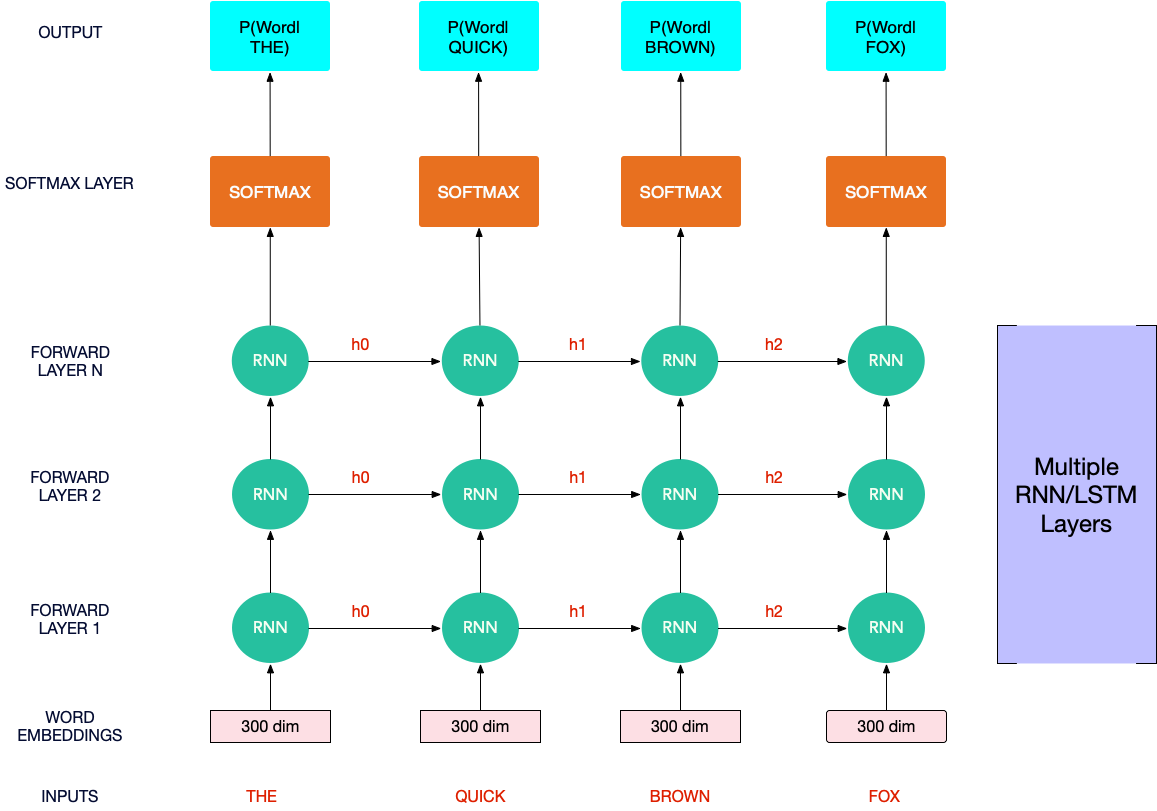 OUTPUT
P(Wordl
THE)
P(Wordl
QUICK)
P(Wordl
BROWN)
P(Wordl
FOX)
SOFTMAX LAYER
SOFTMAX
SOFTMAX
SOFTMAX
SOFTMAX
FORWARD
LAYER N
RNN
h0
RNN
h1
RNN
h2
RNN
FORWARD
LAYER 2
RNN
h0
RNN
h1
RNN
h2
RNN
FORWARD
LAYER 1
RNN
h0
RNN
h1
RNN
h2
RNN
Multiple
RNN/LSTM
Layers
WORD
EMBEDDINGS
300 dim
300 dim
300 dim
300 dim
INPUTS
THE
QUICK
BROWN
FOX